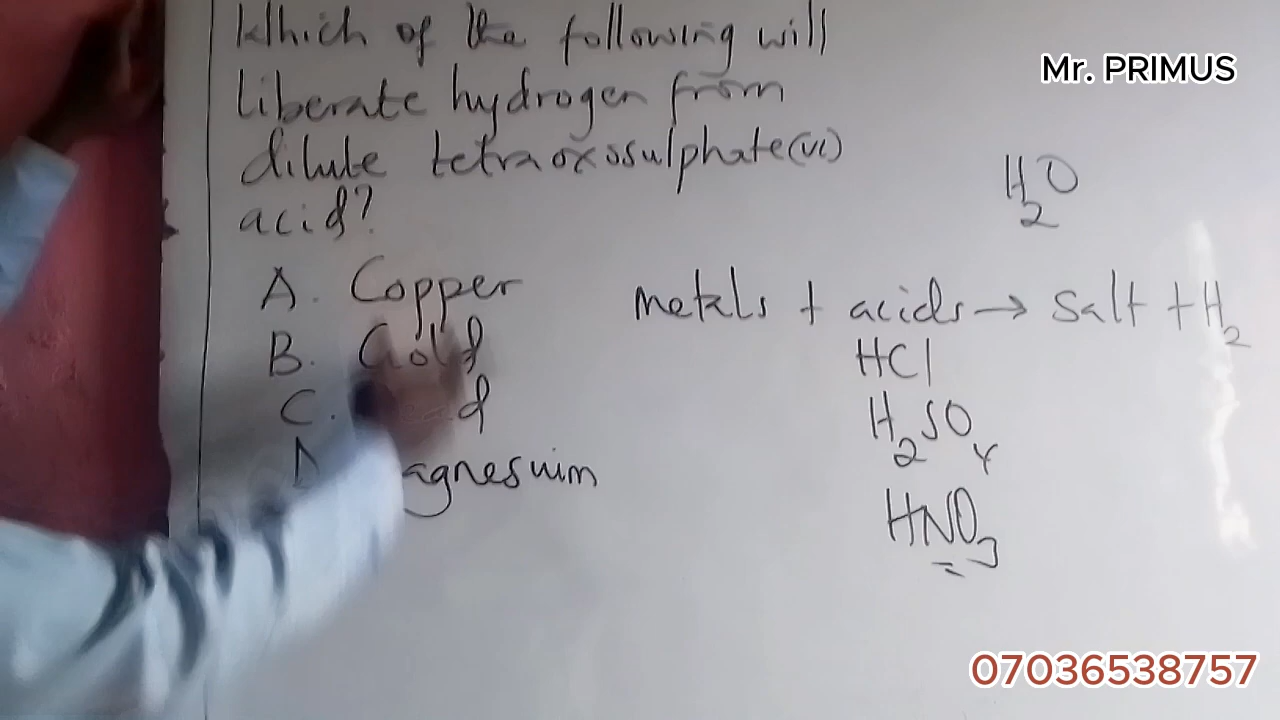 Which of the following will
liberate hydrogen from
dilute tetraoxosulphate(vi)
acid?
A. Copper
B. Gold
C.
D. Magnesuim
Mr. PRIMUS
H2O
metals + acids → salt + H2
HCl
H2SO4
HNO3
07036538757